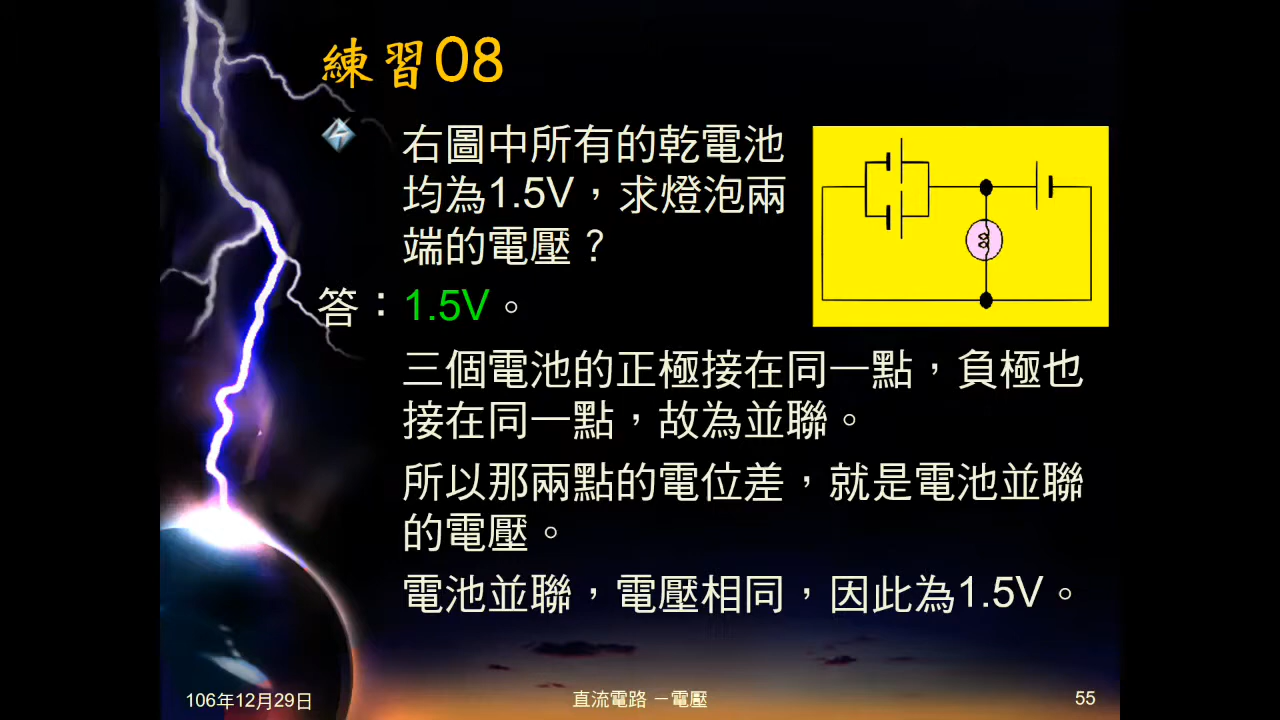 練習08
右圖中所有的乾電池
均為1.5V，求燈泡兩
端的電壓？
答：1.5V。
三個電池的正極接在同一點，負極也
接在同一點，故為並聯。
所以那兩點的電位差，就是電池並聯
的電壓。
電池並聯，電壓相同，因此為1.5V。
106年12月29日
直流電路 －電壓
55